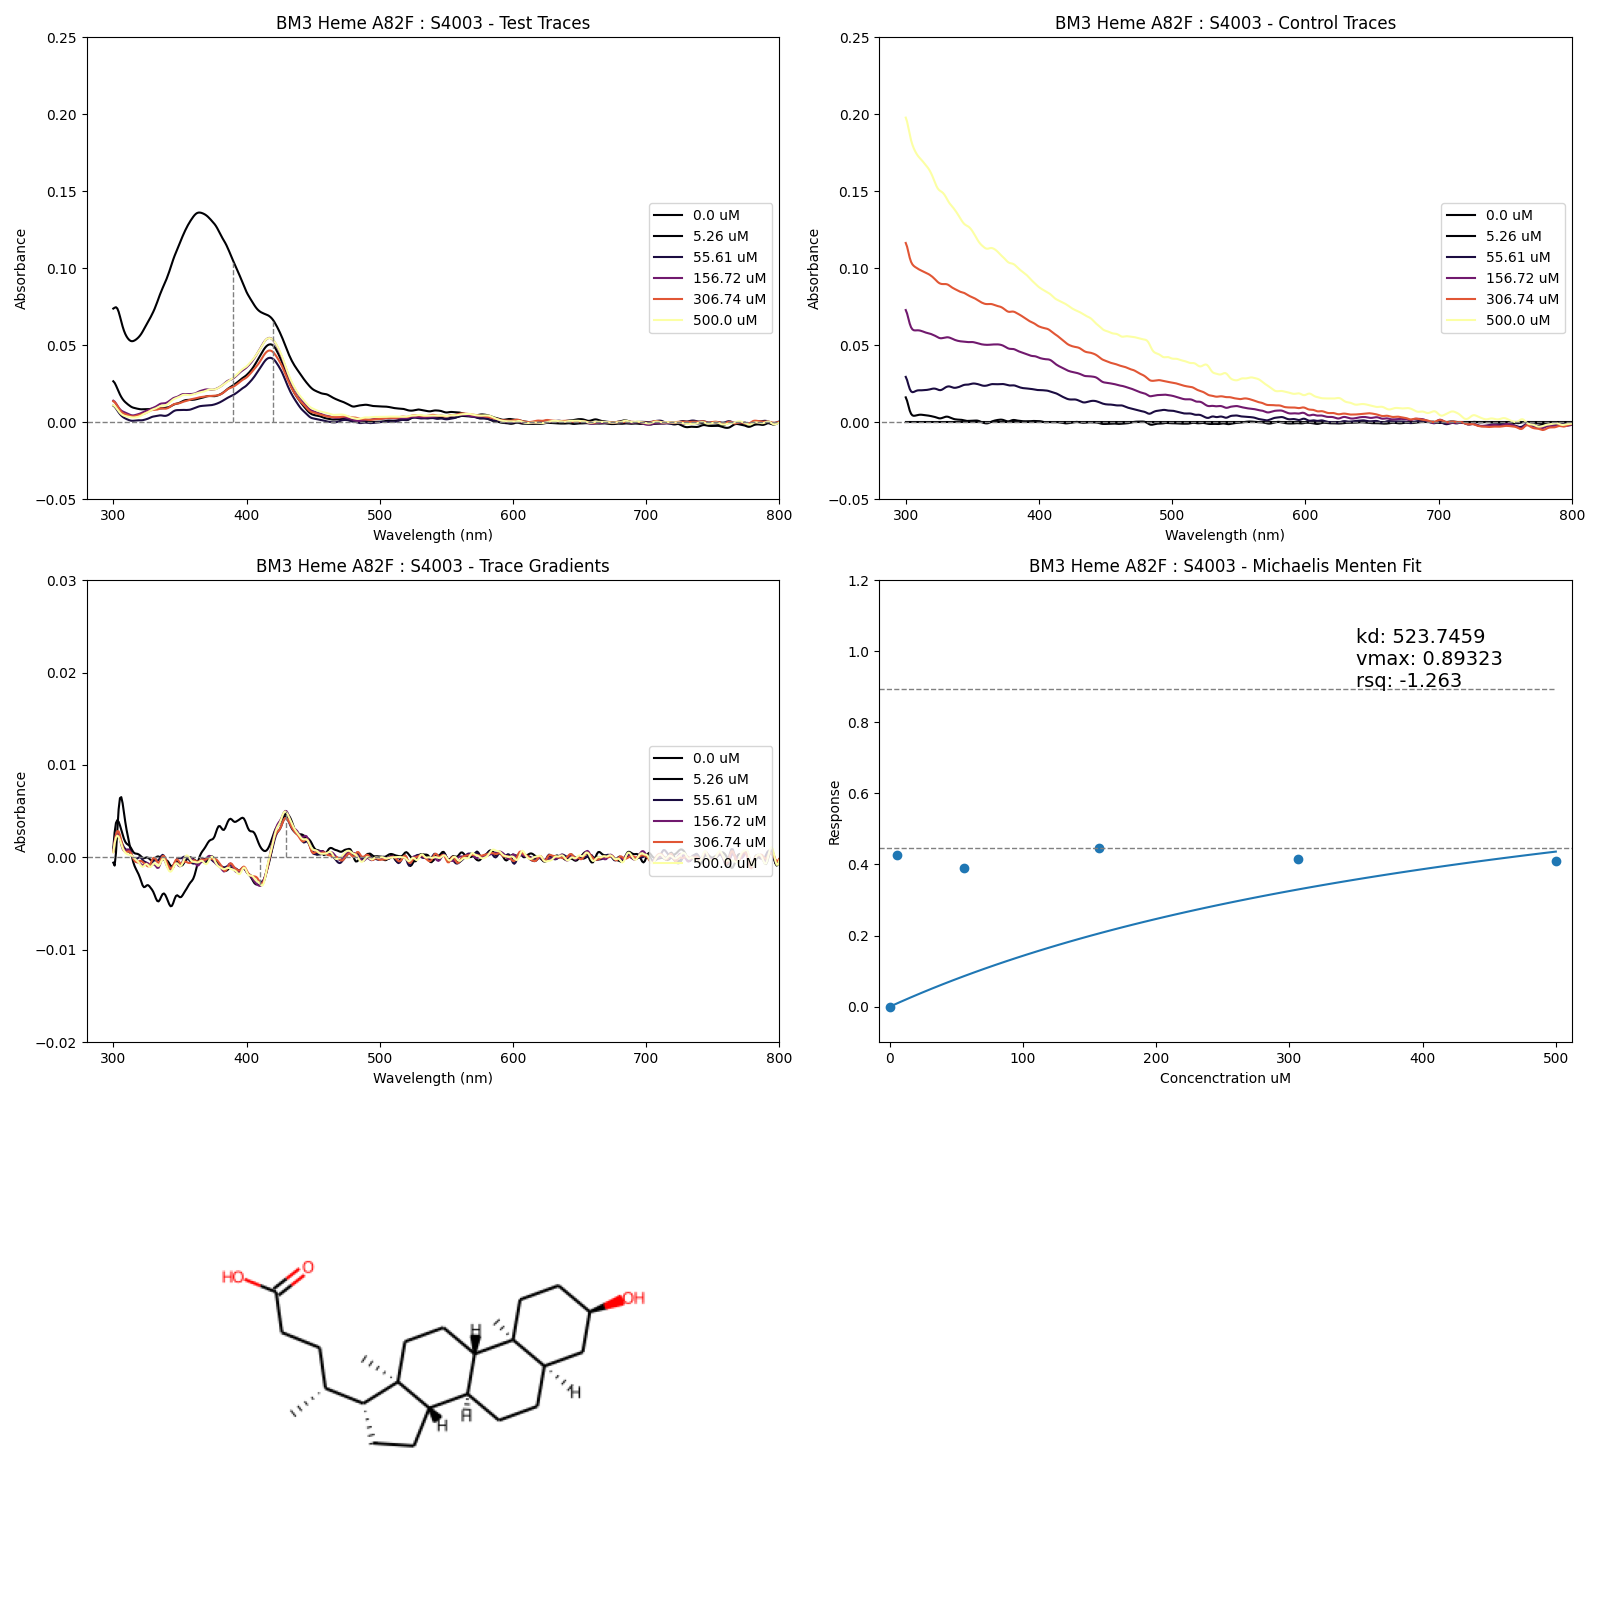 BM3 Heme A82F : S4003 - Test Traces
Absorbance
0.25
0.20
0.15
0.10
0.05
0.00
−0.05
300 400 500 600 700 800
Wavelength (nm)
0.0 uM
5.26 uM
55.61 uM
156.72 uM
306.74 uM
500.0 uM
BM3 Heme A82F : S4003 - Control Traces
Absorbance
0.25
0.20
0.15
0.10
0.05
0.00
−0.05
300 400 500 600 700 800
Wavelength (nm)
0.0 uM
5.26 uM
55.61 uM
156.72 uM
306.74 uM
500.0 uM
BM3 Heme A82F : S4003 - Trace Gradients
Absorbance
0.03
0.02
0.01
0.00
−0.01
−0.02
300 400 500 600 700 800
Wavelength (nm)
0.0 uM
5.26 uM
55.61 uM
156.72 uM
306.74 uM
500.0 uM
BM3 Heme A82F : S4003 - Michaelis Menten Fit
Response
1.2
1.0
0.8
0.6
0.4
0.2
0.0
0 100 200 300 400 500
Concenctration uM
kd: 523.7459
vmax: 0.89323
rsq: -1.263
HO
O
OH
H
H
H
H